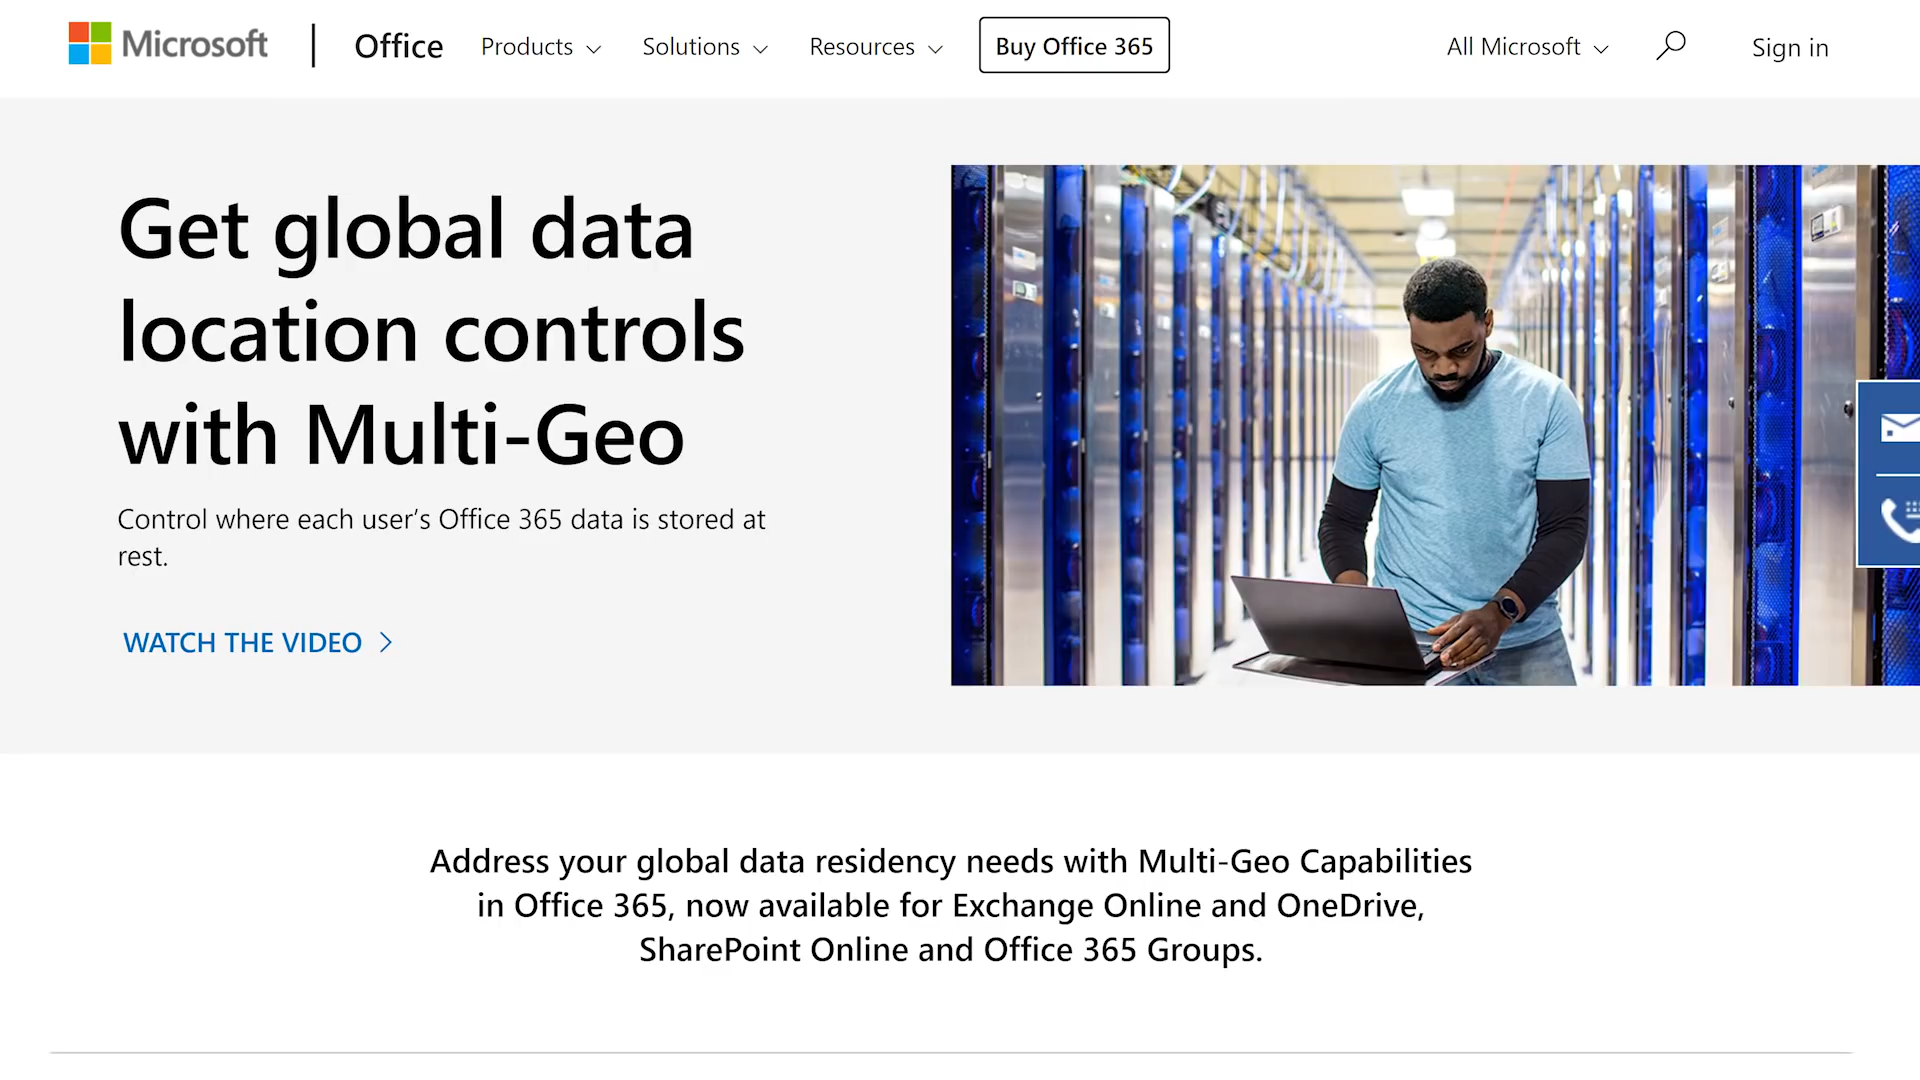 Microsoft
Office
Products
Solutions
Resources
Buy Office 365
All Microsoft
Sign in
Get global data
location controls
with Multi-Geo
Control where each user’s Office 365 data is stored at
rest.
WATCH THE VIDEO
Address your global data residency needs with Multi-Geo Capabilities
in Office 365, now available for Exchange Online and OneDrive,
SharePoint Online and Office 365 Groups.